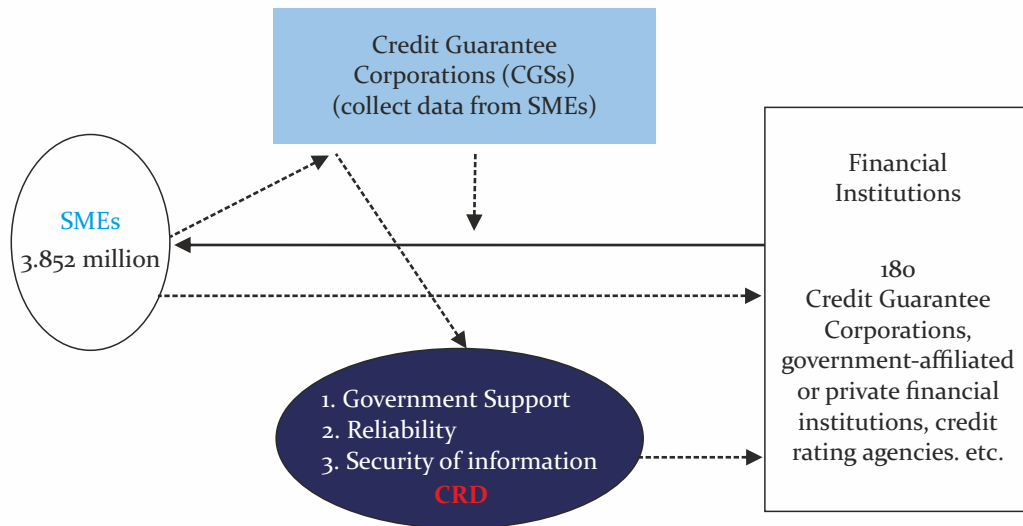 Credit Guarantee
Corporations (CGSs)
(collect data from SMEs)
SMEs
3.852 million
Financial
Institutions
180
Credit Guarantee
Corporations,
government-affiliated
or private financial
institutions, credit
rating agencies. etc.
1. Government Support
2. Reliability
3. Security of information
CRD